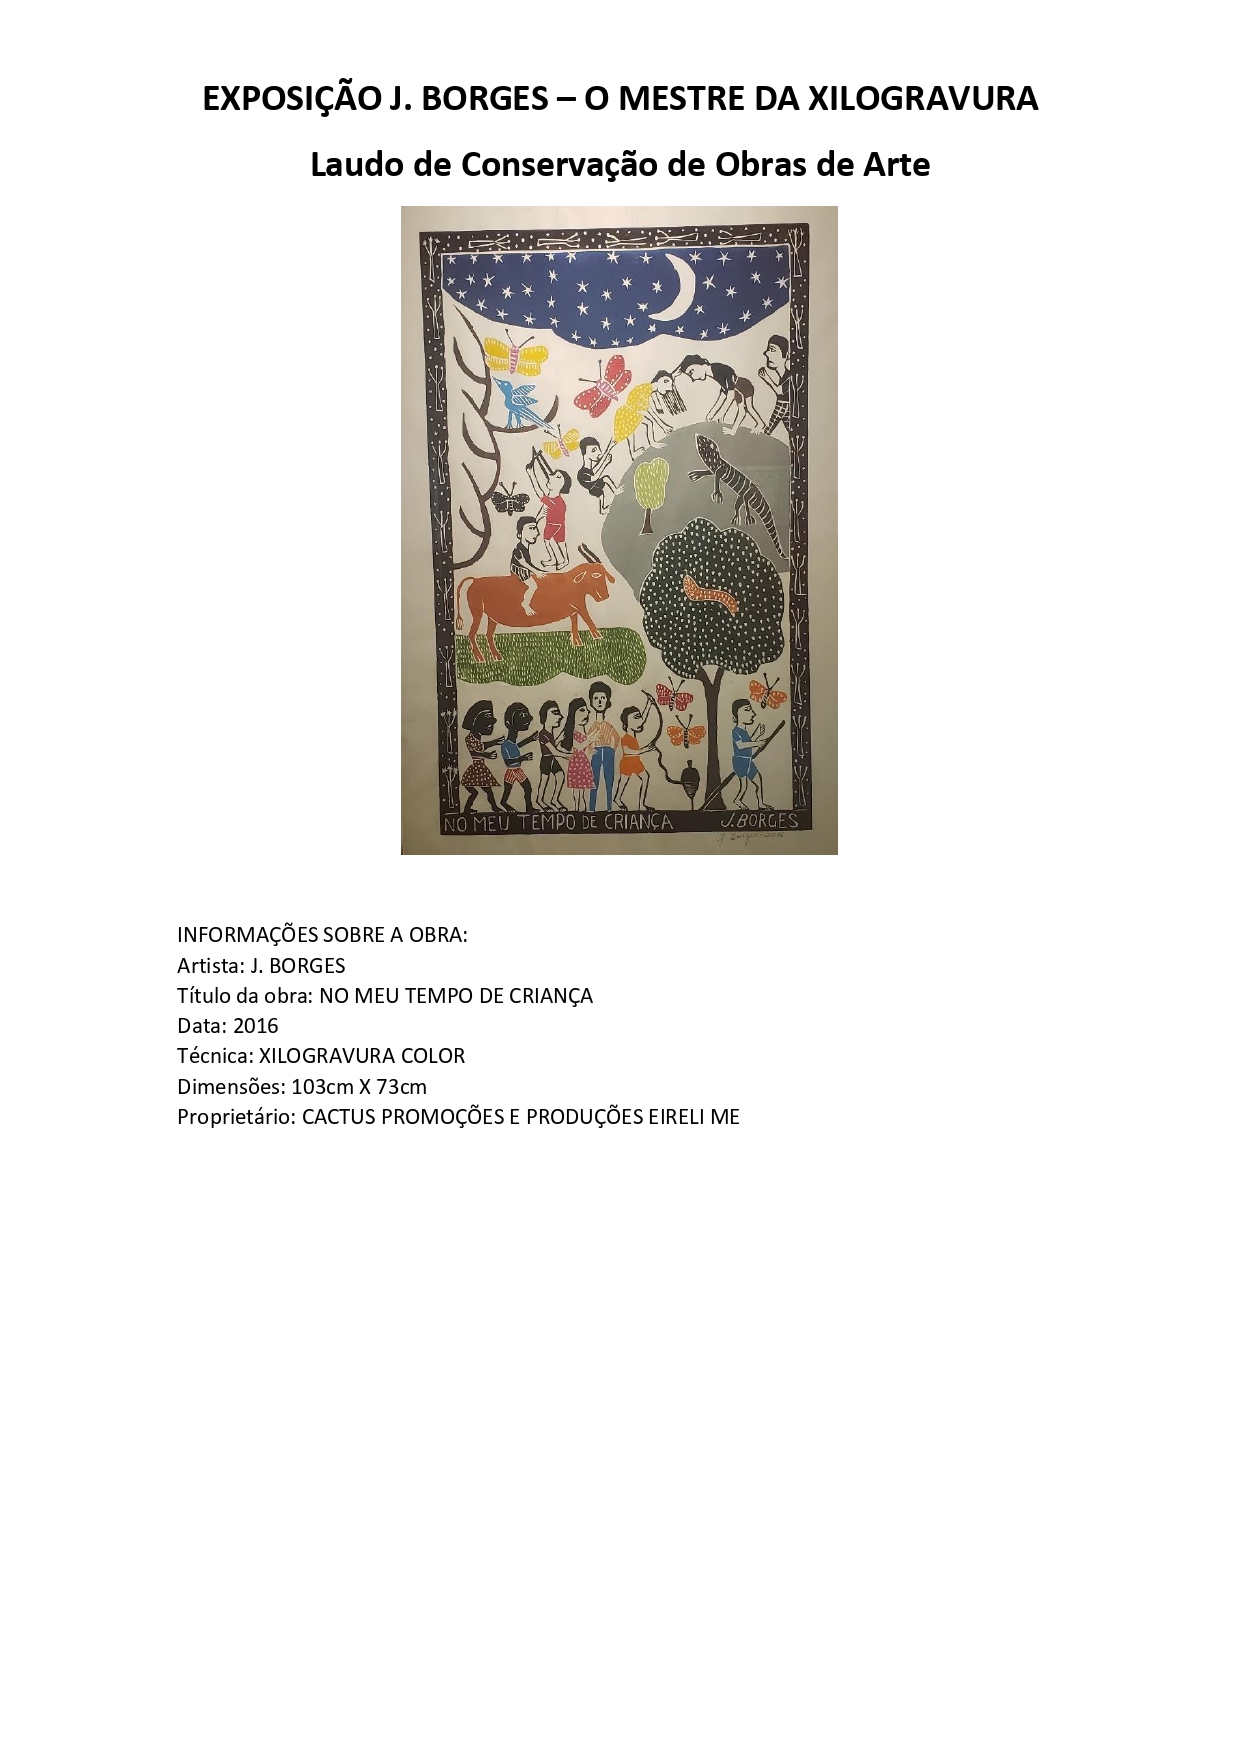 EXPOSIÇÃO J. BORGES – O MESTRE DA XILOGRAVURA
Laudo de Conservação de Obras de Arte
NO MEU TEMPO DE CRIANÇA J.BORGES
J. Borges 2016
INFORMAÇÕES SOBRE A OBRA:
Artista: J. BORGES
Título da obra: NO MEU TEMPO DE CRIANÇA
Data: 2016
Técnica: XILOGRAVURA COLOR
Dimensões: 103cm X 73cm
Proprietário: CACTUS PROMOÇÕES E PRODUÇÕES EIRELI ME